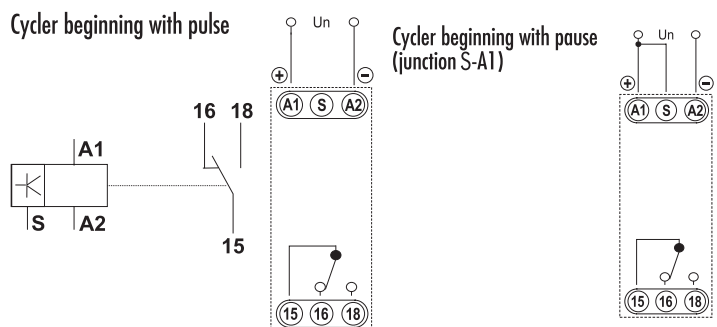 Cycler beginning with pulse
Un
+ −
A1 S A2
16 18
A1
S A2
15
15 16 18
Cycler beginning with pause
(junction S-A1)
Un
+ −
A1 S A2
15 16 18